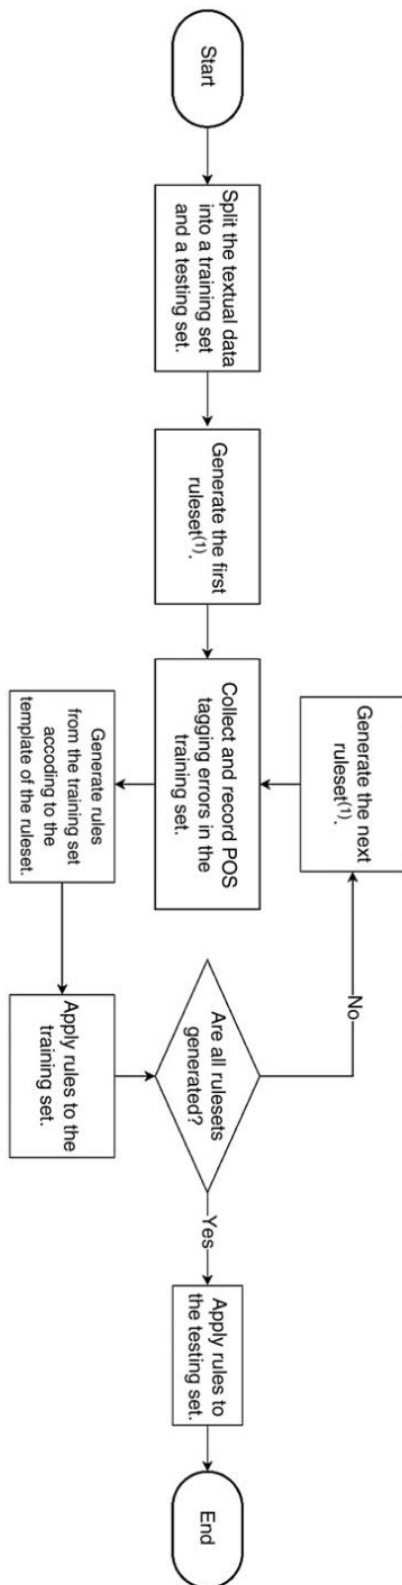 Start
Split the textual data
into a training set
and a testing set.
Generate the first
ruleset(1).
Generate the next
ruleset(1).
Collect and record POS
tagging errors in the
training set.
Generate rules
from the training set
accoding to the
template of the ruleset.
Apply rules to the
training set.
Are all rulesets
generated?
No
Yes
Apply rules to
the testing set.
End